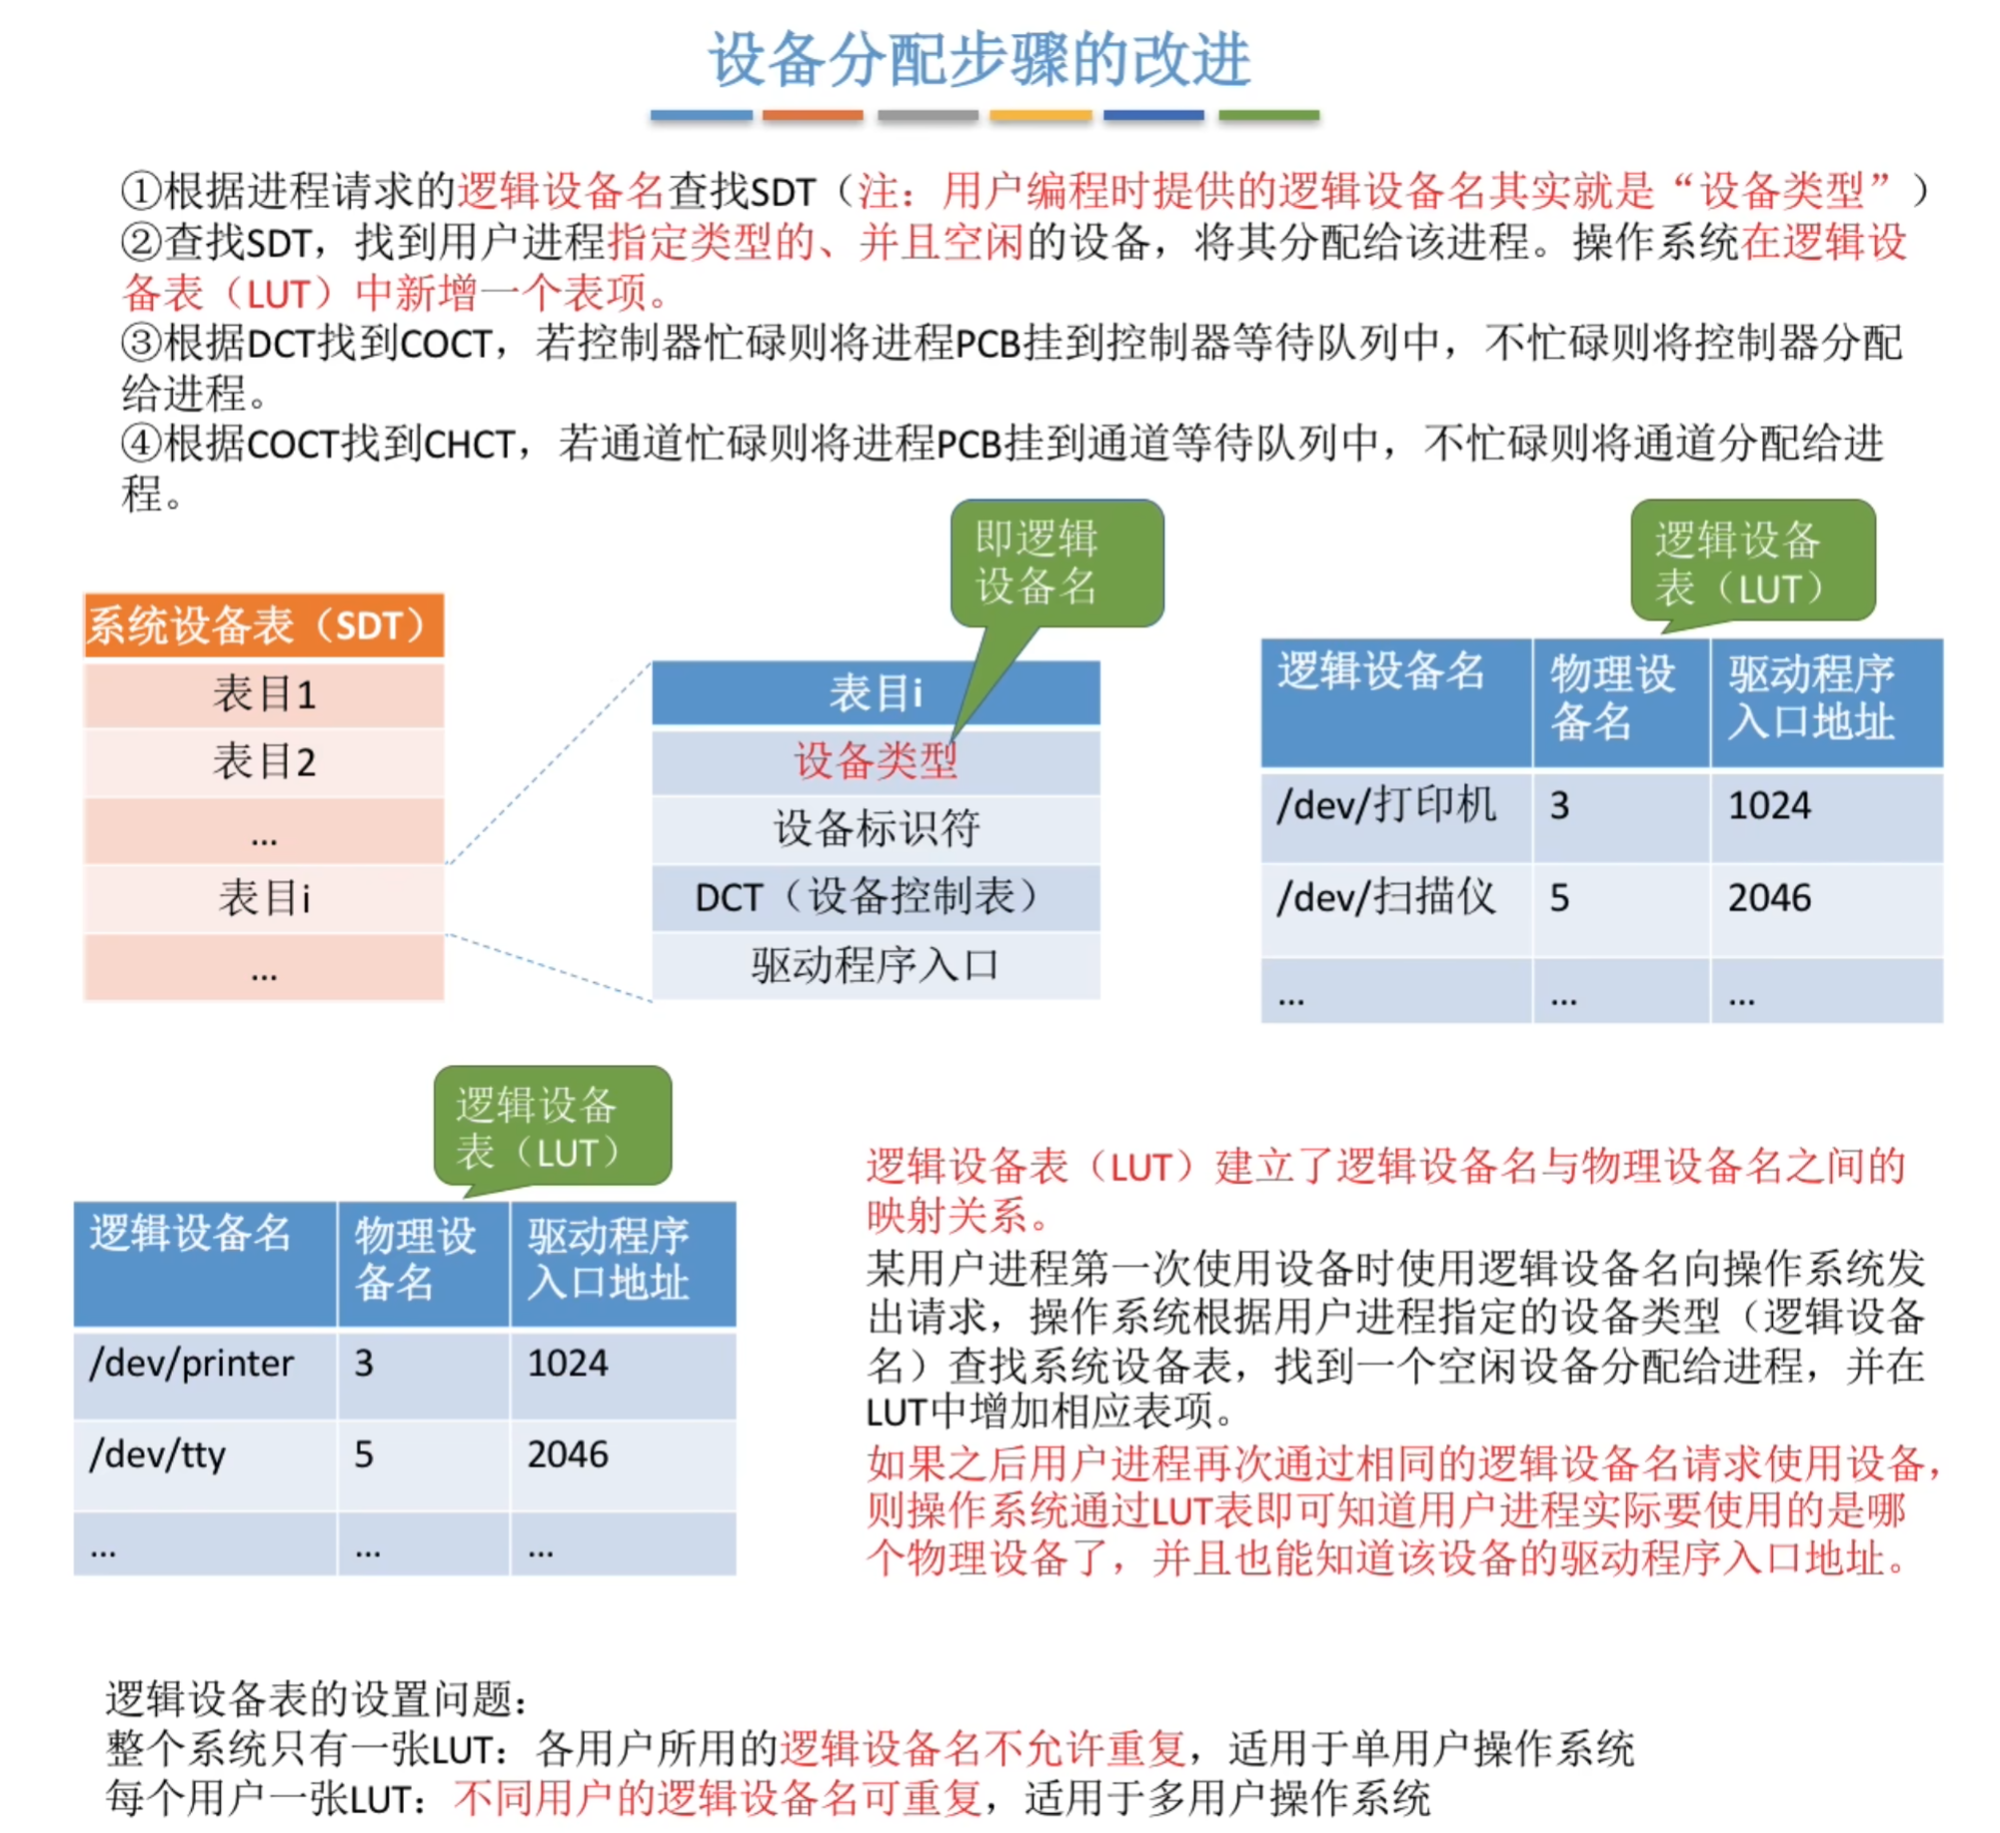 设备分配步骤的改进
①根据进程请求的逻辑设备名查找SDT（注：用户编程时提供的逻辑设备名其实就是“设备类型”）
②查找SDT，找到用户进程指定类型的、并且空闲的设备，将其分配给该进程。操作系统在逻辑设
备表（LUT）中新增一个表项。
③根据DCT找到COCT，若控制器忙碌则将进程PCB挂到控制器等待队列中，不忙碌则将控制器分配
给进程。
④根据COCT找到CHCT，若通道忙碌则将进程PCB挂到通道等待队列中，不忙碌则将通道分配给进
程。
系统设备表（SDT）
表目1
表目2
...
表目i
...
即逻辑
设备名
表目i
设备类型
设备标识符
DCT（设备控制表）
驱动程序入口
逻辑设备
表（LUT）
逻辑设备名 物理设备名 驱动程序入口地址
/dev/打印机 3 1024
/dev/扫描仪 5 2046
... ... ...
逻辑设备
表（LUT）
逻辑设备名 物理设备名 驱动程序入口地址
/dev/printer 3 1024
/dev/tty 5 2046
... ... ...
逻辑设备表（LUT）建立了逻辑设备名与物理设备名之间的
映射关系。
某用户进程第一次使用设备时使用逻辑设备名向操作系统发
出请求，操作系统根据用户进程指定的设备类型（逻辑设备
名）查找系统设备表，找到一个空闲设备分配给进程，并在
LUT中增加相应表项。
如果之后用户进程再次通过相同的逻辑设备名请求使用设备，
则操作系统通过LUT表即可知道用户进程实际要使用的是哪
个物理设备了，并且也能知道该设备的驱动程序入口地址。
逻辑设备表的设置问题：
整个系统只有一张LUT：各用户所用的逻辑设备名不允许重复，适用于单用户操作系统
每个用户一张LUT：不同用户的逻辑设备名可重复，适用于多用户操作系统